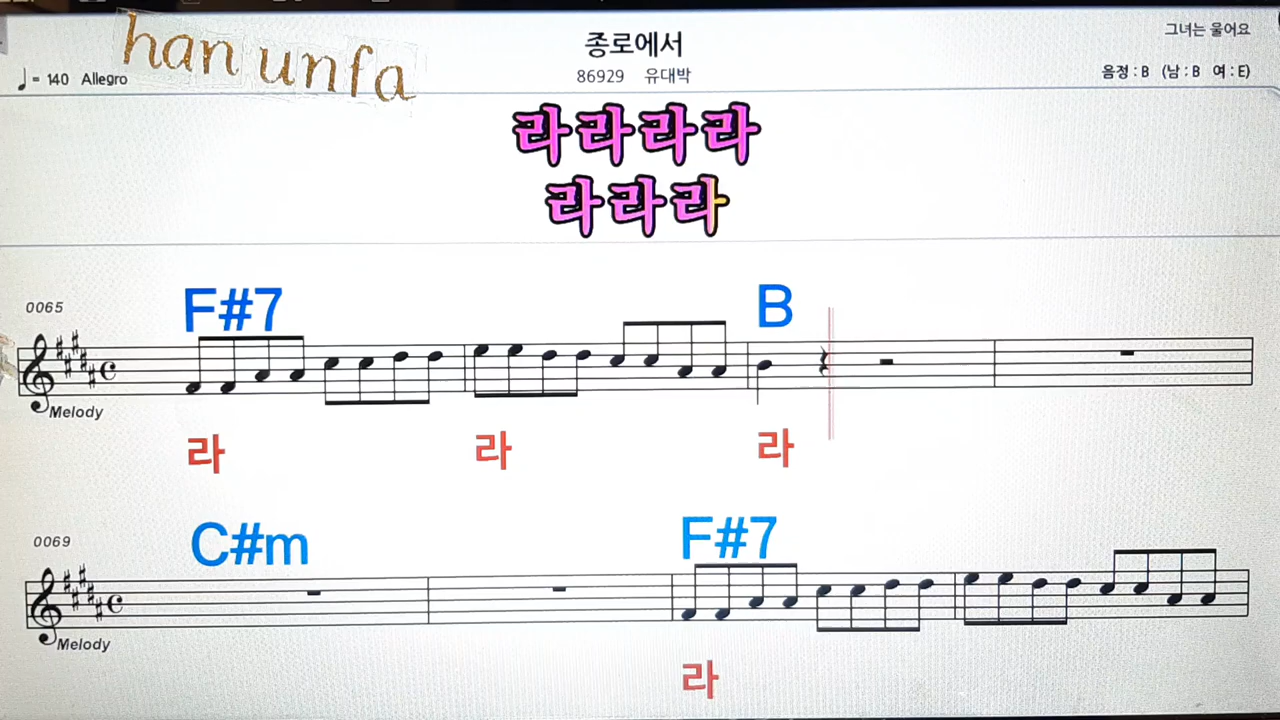 han unfa
종로에서
그녀는 울어요
♩= 140 Allegro
86929 유대박
음정 : B (남 : B 여 : E)
라라라라
라라라
0065
F#7 B
Melody
라 라 라
0069
C#m F#7
Melody
라